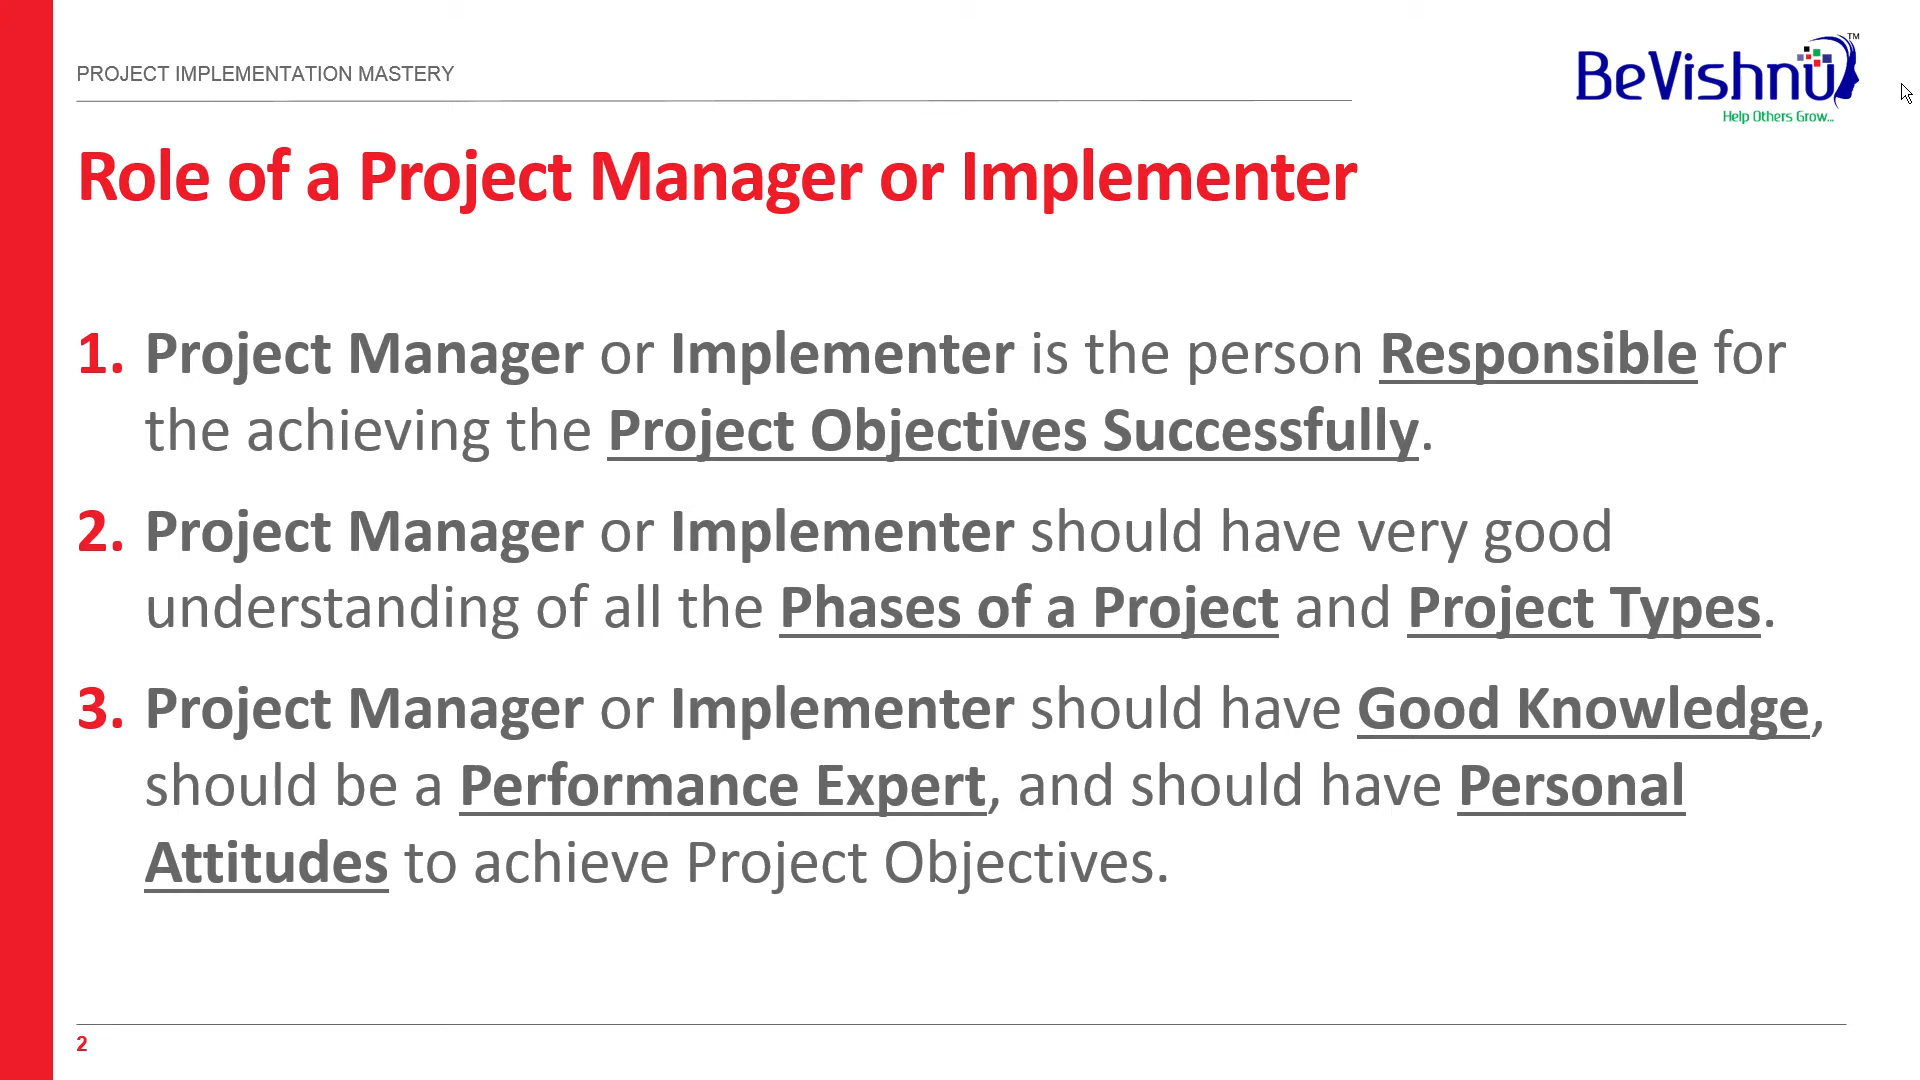 PROJECT IMPLEMENTATION MASTERY
BeVishnu™
Help Others Grow...
Role of a Project Manager or Implementer
1. Project Manager or Implementer is the person Responsible for
the achieving the Project Objectives Successfully.
2. Project Manager or Implementer should have very good
understanding of all the Phases of a Project and Project Types.
3. Project Manager or Implementer should have Good Knowledge,
should be a Performance Expert, and should have Personal
Attitudes to achieve Project Objectives.
2